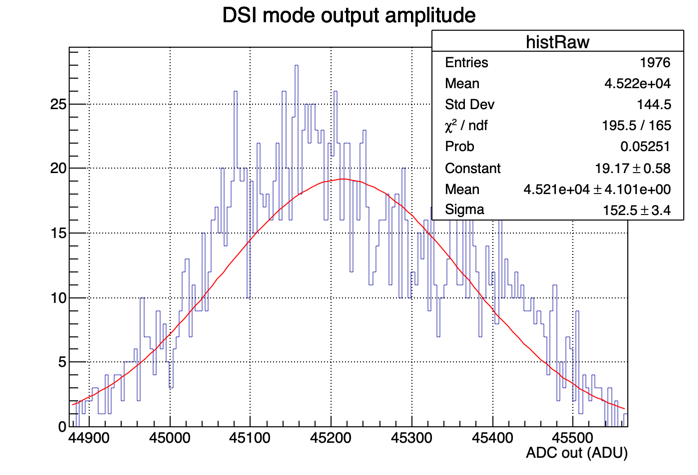 DSI mode output amplitude
histRaw
Entries 1976
Mean 4.522e+04
Std Dev 144.5
χ² / ndf 195.5 / 165
Prob 0.05251
Constant 19.17 ± 0.58
Mean 4.521e+04 ± 4.101e+00
Sigma 152.5 ± 3.4
25
20
15
10
5
0
44900 45000 45100 45200 45300 45400 45500
ADC out (ADU)